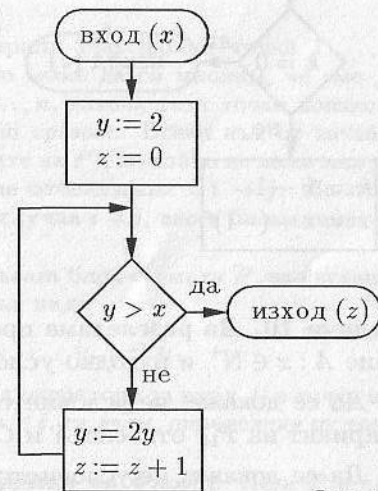 вход (x)
y := 2
z := 0
y > x
да
изход (z)
не
y := 2y
z := z + 1